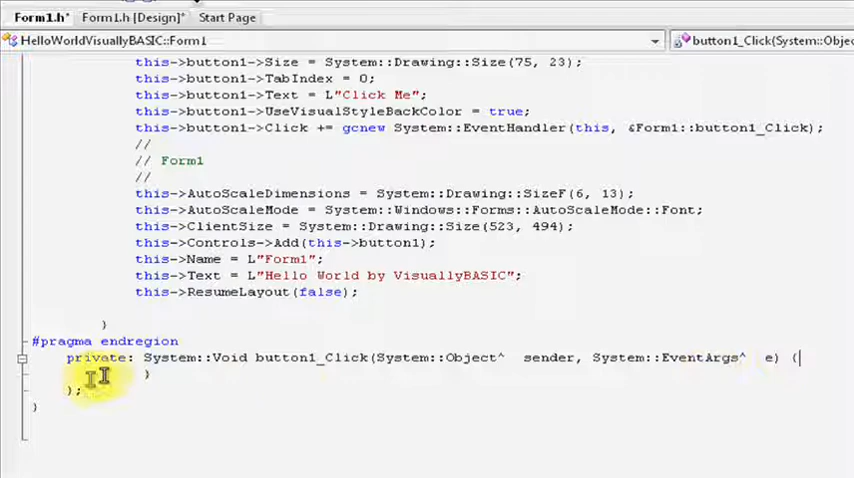 Form1.h* Form1.h [Design]* Start Page
HelloWorldVisuallyBASIC::Form1 button1_Click(System::Objec
this->button1->Size = System::Drawing::Size(75, 23);
this->button1->TabIndex = 0;
this->button1->Text = L"Click Me";
this->button1->UseVisualStyleBackColor = true;
this->button1->Click += gcnew System::EventHandler(this, &Form1::button1_Click);
//
// Form1
//
this->AutoScaleDimensions = System::Drawing::SizeF(6, 13);
this->AutoScaleMode = System::Windows::Forms::AutoScaleMode::Font;
this->ClientSize = System::Drawing::Size(523, 494);
this->Controls->Add(this->button1);
this->Name = L"Form1";
this->Text = L"Hello World by VisuallyBASIC";
this->ResumeLayout(false);
}
#pragma endregion
private: System::Void button1_Click(System::Object^ sender, System::EventArgs^ e) {
}
};
}